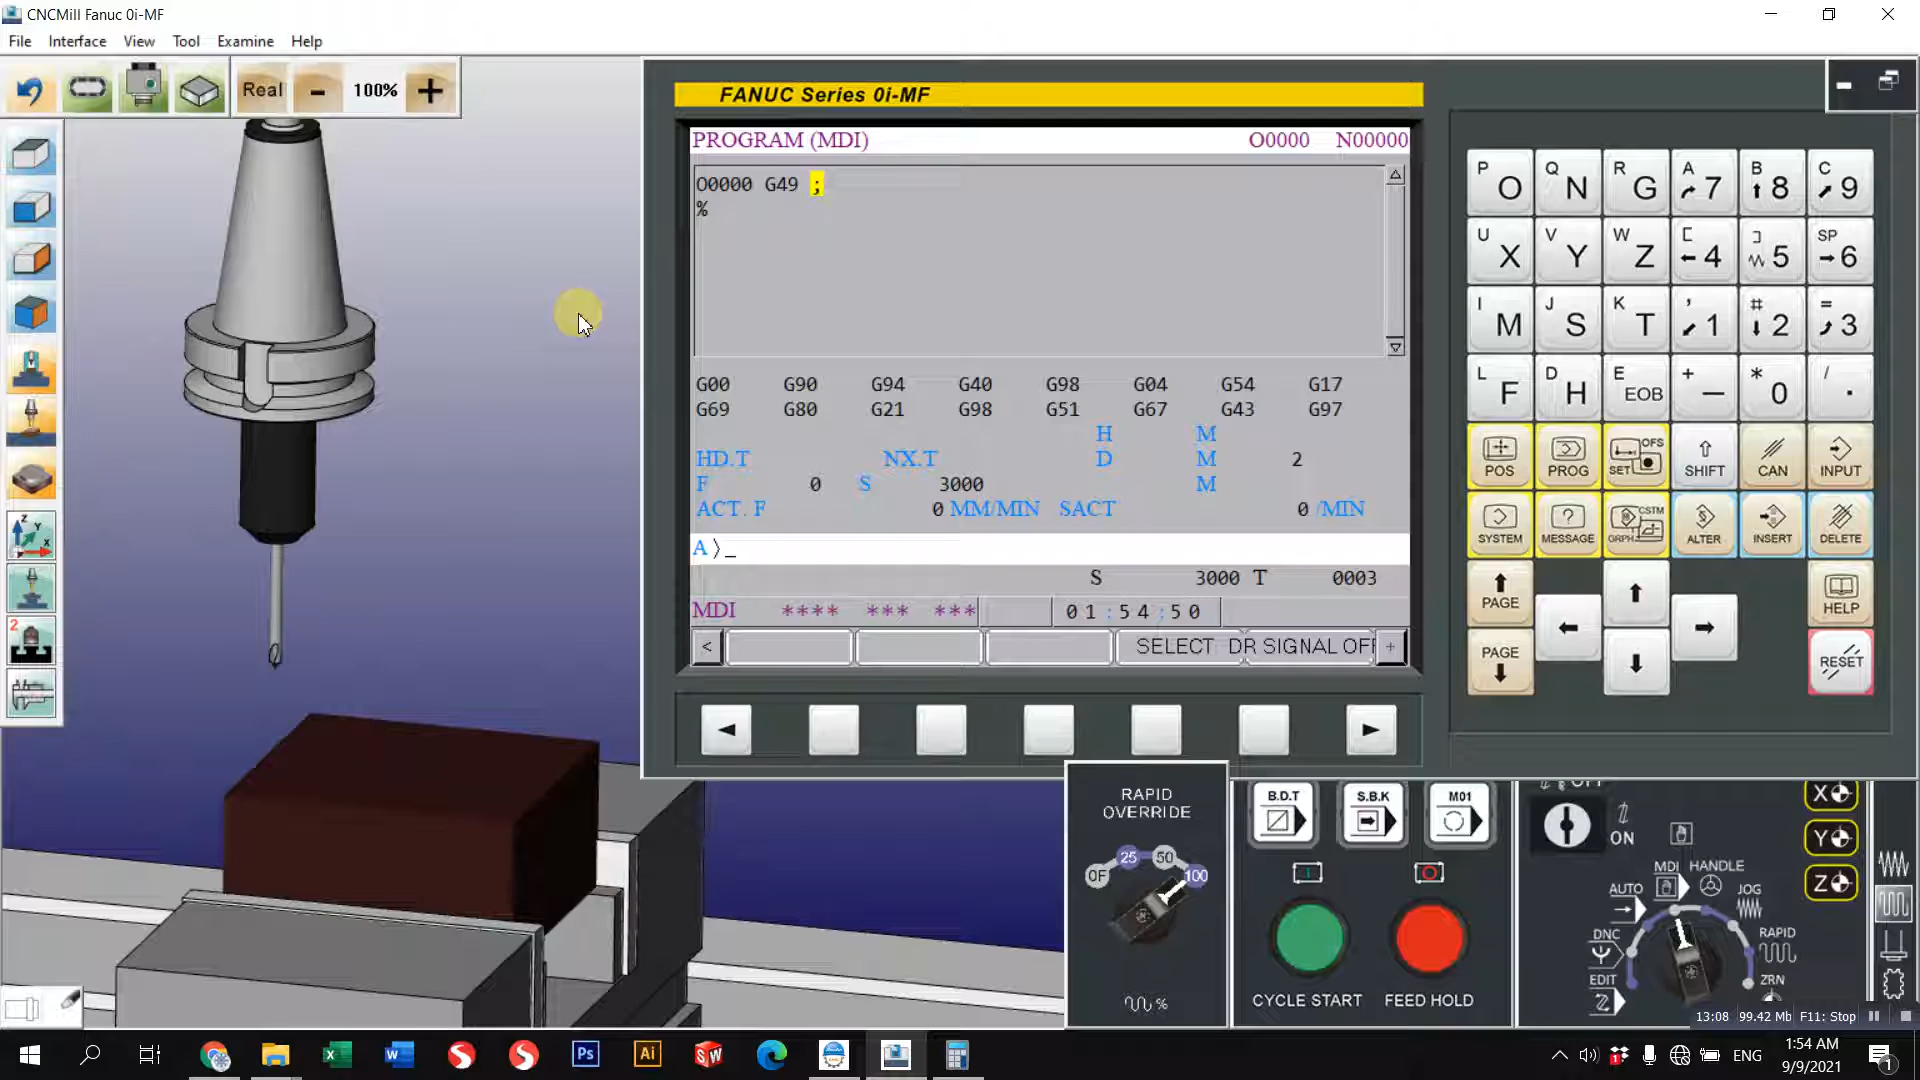 CNCMill Fanuc 0i-MF
File Interface View Tool Examine Help
Real - 100% +
FANUC Series 0i-MF
PROGRAM (MDI) O0000 N00000
O0000 G49 ;
%
G00 G90 G94 G40 G98 G04 G54 G17
G69 G80 G21 G98 G51 G67 G43 G97
H M
HD.T NX.T D M 2
F 0 S 3000 M
ACT. F 0 MM/MIN SACT 0 /MIN
A )_
S 3000 T 0003
MDI **** *** *** 01:54:50
< SELECT DR SIGNAL OFF +
P O Q N R G A 7 B 8 C 9
U X V Y W Z [ 4 ] 5 SP 6
I M J S K T , 1 # 2 = 3
L F D H E EOB + - * 0 / .
POS PROG OFS SET SHIFT CAN INPUT
SYSTEM MESSAGE CSTM GRPH ALTER INSERT DELETE
PAGE HELP
PAGE RESET
RAPID OVERRIDE
0F 25 50 100
%
B.D.T S.B.K M01
CYCLE START FEED HOLD
ON
X
Y
Z
EDIT DNC AUTO MDI HANDLE JOG RAPID ZRN
2
13:08 99.42 Mb F11: Stop
X W Ps Ai SW
ENG
1:54 AM
9/9/2021
1